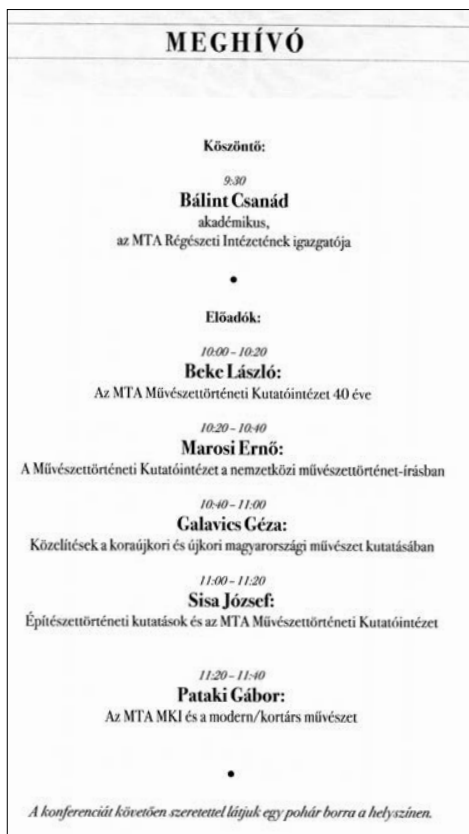 MEGHÍVÓ
Köszöntő:
9:30
Bálint Csanád
akadémikus,
az MTA Régészeti Intézetének igazgatója
•
Előadók:
10:00 – 10:20
Beke László:
Az MTA Művészettörténeti Kutatóintézet 40 éve
10:20 – 10:40
Marosi Ernő:
A Művészettörténeti Kutatóintézet a nemzetközi művészettörténet-írásban
10:40 – 11:00
Galavics Géza:
Közelítések a koraújkori és újkori magyarországi művészet kutatásában
11:00 – 11:20
Sisa József:
Építészettörténeti kutatások és az MTA Művészettörténeti Kutatóintézet
11:20 – 11:40
Pataki Gábor:
Az MTA MKI és a modern/kortárs művészet
•
A konferenciát követően szeretettel látjuk egy pohár borra a helyszínen.